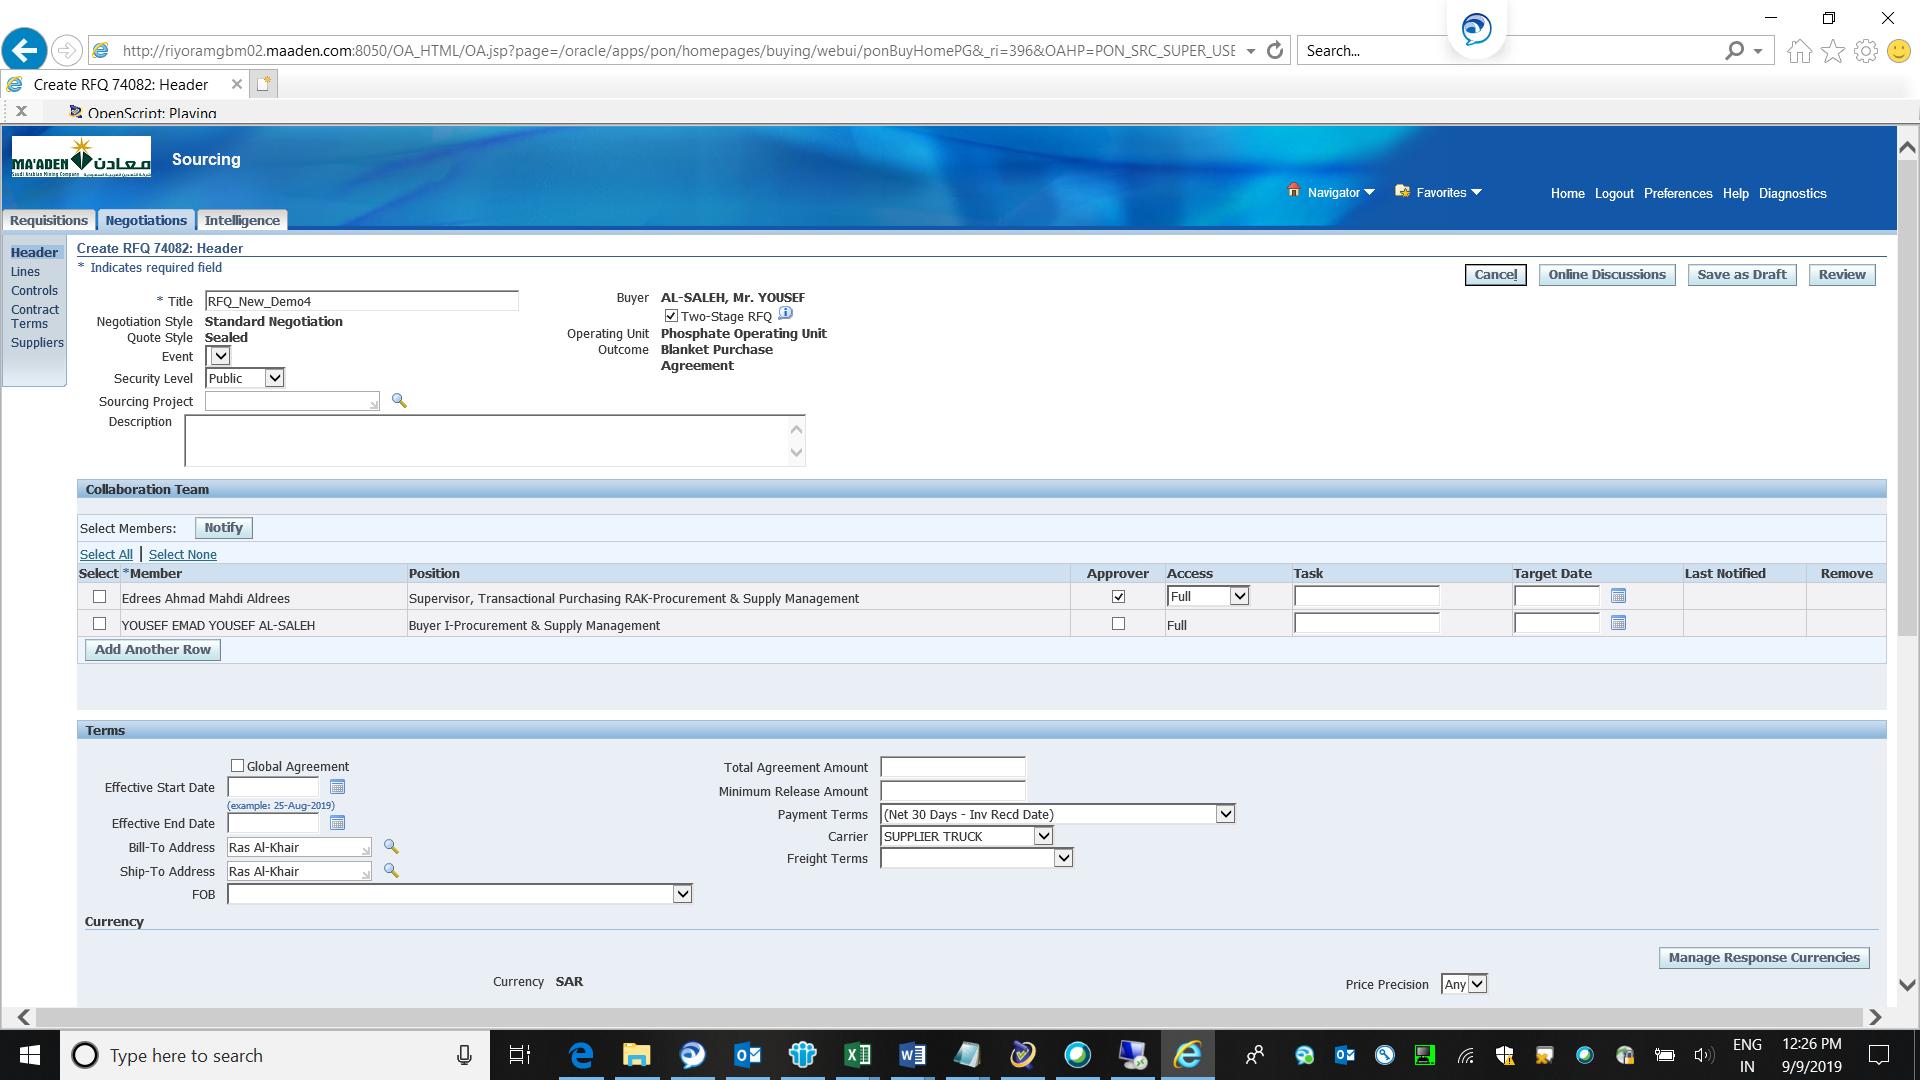 http://riyoramgbm02.maaden.com:8050/OA_HTML/OA.jsp?page=/oracle/apps/pon/homepages/buying/webui/ponBuyHomePG&_ri=396&OAHP=PON_SRC_SUPER_USE
Search...
Create RFQ 74082: Header
X OpenScript: Playing
MA'ADEN معادن
Saudi Arabian Mining Company
Sourcing
Navigator Favorites Home Logout Preferences Help Diagnostics
Requisitions Negotiations Intelligence
Header
Lines
Controls
Contract
Terms
Suppliers
Create RFQ 74082: Header
* Indicates required field
Cancel Online Discussions Save as Draft Review
* Title RFQ_New_Demo4
Negotiation Style Standard Negotiation
Quote Style Sealed
Event
Security Level Public
Sourcing Project
Description
Buyer AL-SALEH, Mr. YOUSEF
Two-Stage RFQ
Operating Unit Phosphate Operating Unit
Outcome Blanket Purchase
Agreement
Collaboration Team
Select Members: Notify
Select All | Select None
Select *Member Position Approver Access Task Target Date Last Notified Remove
Edrees Ahmad Mahdi Aldrees Supervisor, Transactional Purchasing RAK-Procurement & Supply Management Full
YOUSEF EMAD YOUSEF AL-SALEH Buyer I-Procurement & Supply Management Full
Add Another Row
Terms
Global Agreement
Effective Start Date
(example: 25-Aug-2019)
Effective End Date
Bill-To Address Ras Al-Khair
Ship-To Address Ras Al-Khair
FOB
Total Agreement Amount
Minimum Release Amount
Payment Terms (Net 30 Days - Inv Recd Date)
Carrier SUPPLIER TRUCK
Freight Terms
Currency
Manage Response Currencies
Currency SAR
Price Precision Any
Type here to search
ENG
IN
12:26 PM
9/9/2019